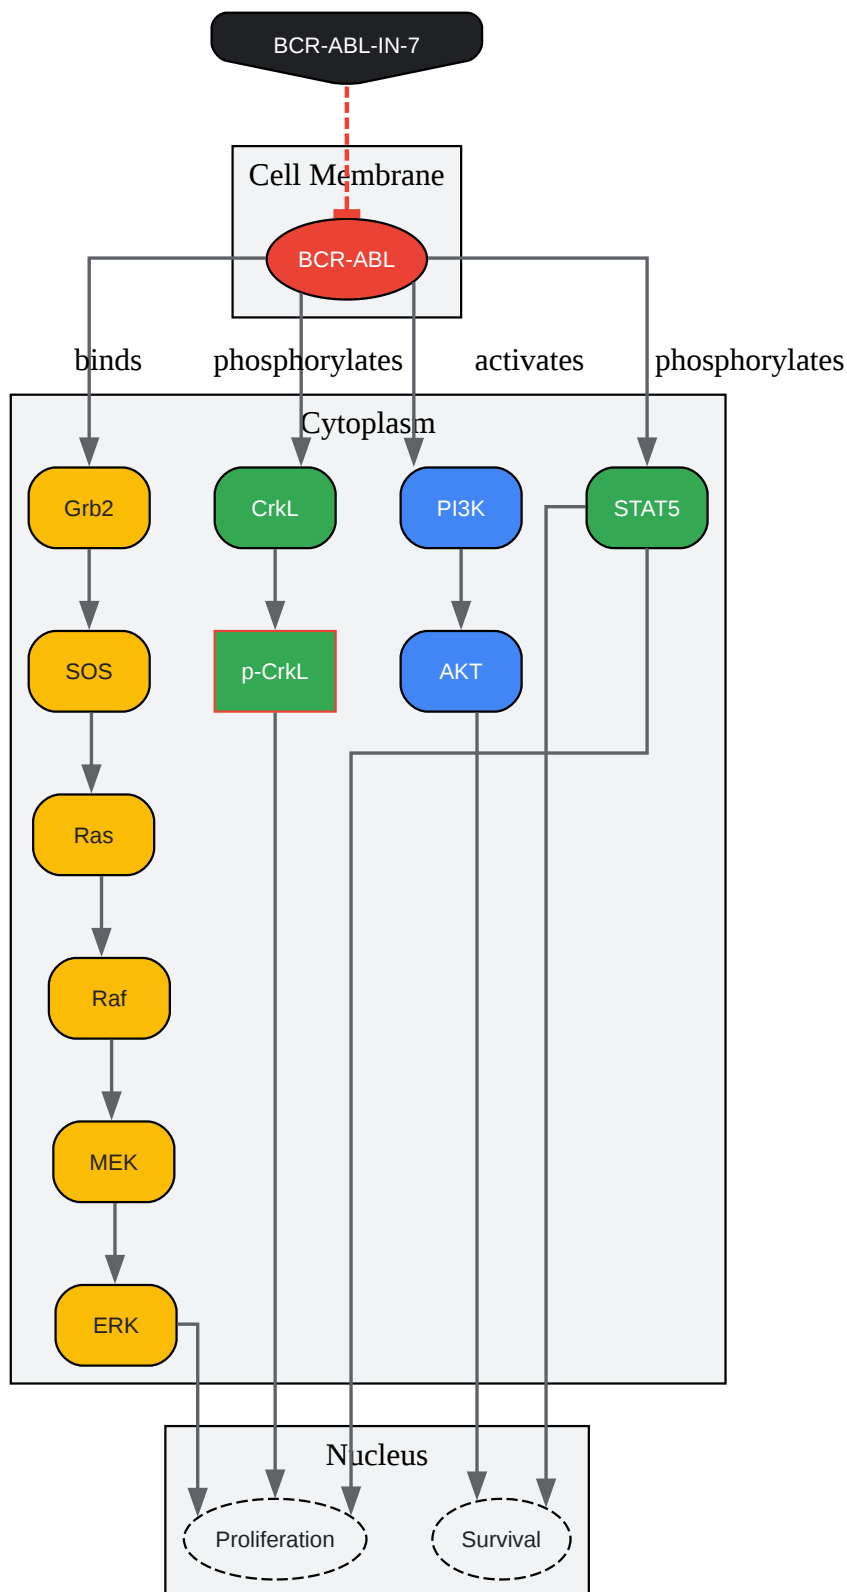 BCR-ABL-IN-7
Cell Membrane
BCR-ABL
binds
phosphorylates
activates
phosphorylates
Cytoplasm
Grb2
CrkL
PI3K
STAT5
SOS
p-CrkL
AKT
Ras
Raf
MEK
ERK
Nucleus
Proliferation
Survival